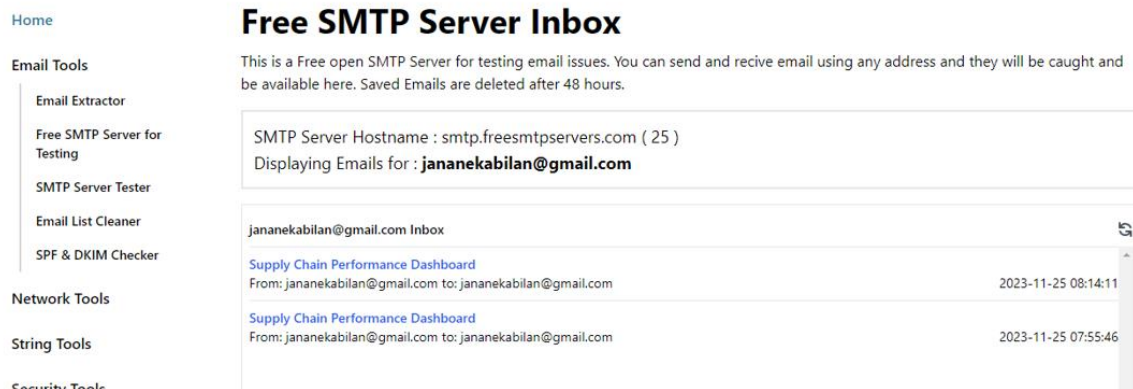 Home
Email Tools
Email Extractor
Free SMTP Server for
Testing
SMTP Server Tester
Email List Cleaner
SPF & DKIM Checker
Network Tools
String Tools
Security Tools
Free SMTP Server Inbox
This is a Free open SMTP Server for testing email issues. You can send and recive email using any address and they will be caught and
be available here. Saved Emails are deleted after 48 hours.
SMTP Server Hostname : smtp.freesmtpservers.com ( 25 )
Displaying Emails for : jananekabilan@gmail.com
jananekabilan@gmail.com Inbox
Supply Chain Performance Dashboard
From: jananekabilan@gmail.com to: jananekabilan@gmail.com 2023-11-25 08:14:11
Supply Chain Performance Dashboard
From: jananekabilan@gmail.com to: jananekabilan@gmail.com 2023-11-25 07:55:46